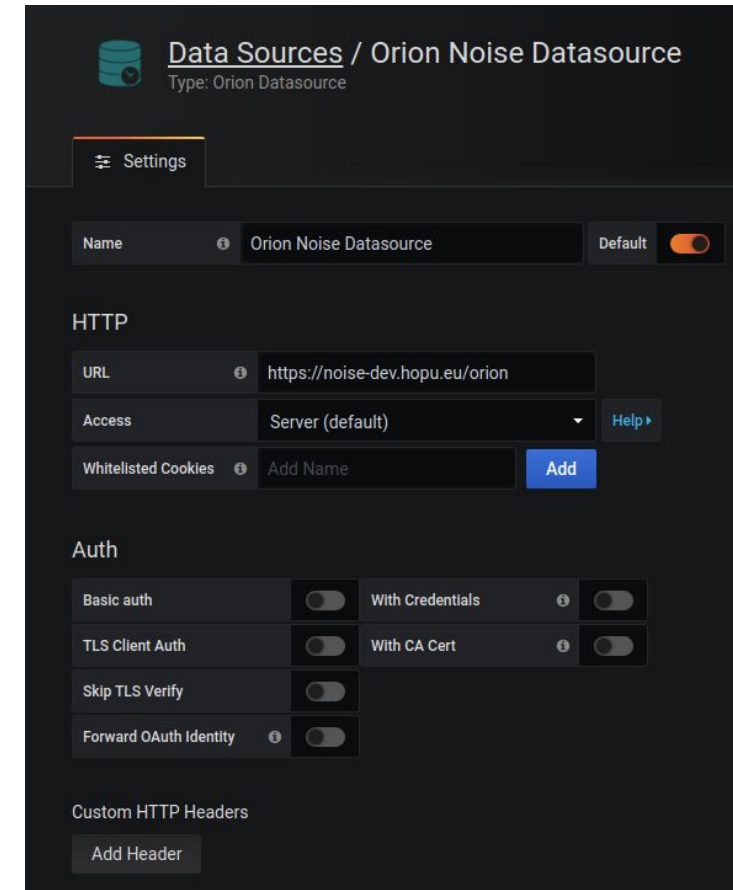 Data Sources / Orion Noise Datasource
Type: Orion Datasource
Settings
Name Orion Noise Datasource Default
HTTP
URL https://noise-dev.hopu.eu/orion
Access Server (default) Help
Whitelisted Cookies Add Name Add
Auth
Basic auth With Credentials
TLS Client Auth With CA Cert
Skip TLS Verify
Forward OAuth Identity
Custom HTTP Headers
Add Header